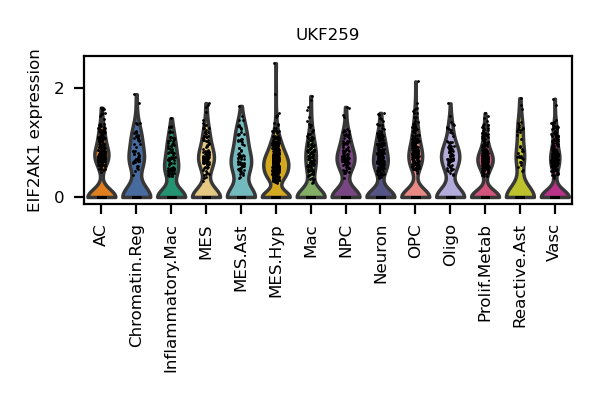 UKF259
EIF2AK1 expression
2
0
AC
Chromatin.Reg
Inflammatory.Mac
MES
MES.Ast
MES.Hyp
Mac
NPC
Neuron
OPC
Oligo
Prolif.Metab
Reactive.Ast
Vasc